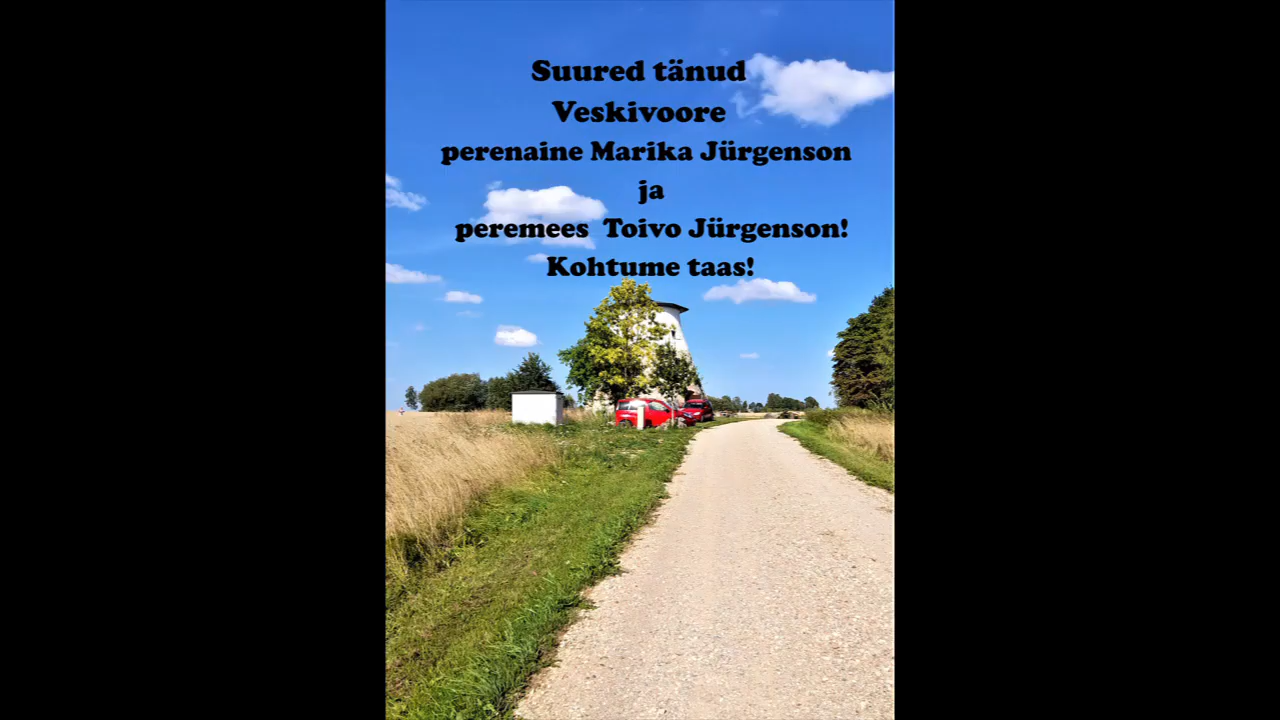 Suured tänud
Veskivoore
perenaine Marika Jürgenson
ja
peremees Toivo Jürgenson!
Kohtume taas!